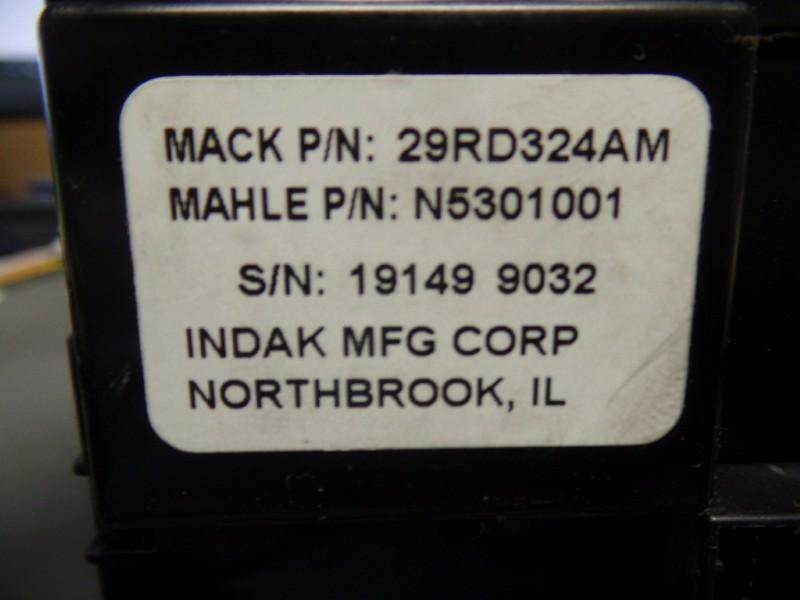 MACK P/N: 29RD324AM
MAHLE P/N: N5301001
S/N: 19149 9032
INDAK MFG CORP
NORTHBROOK, IL